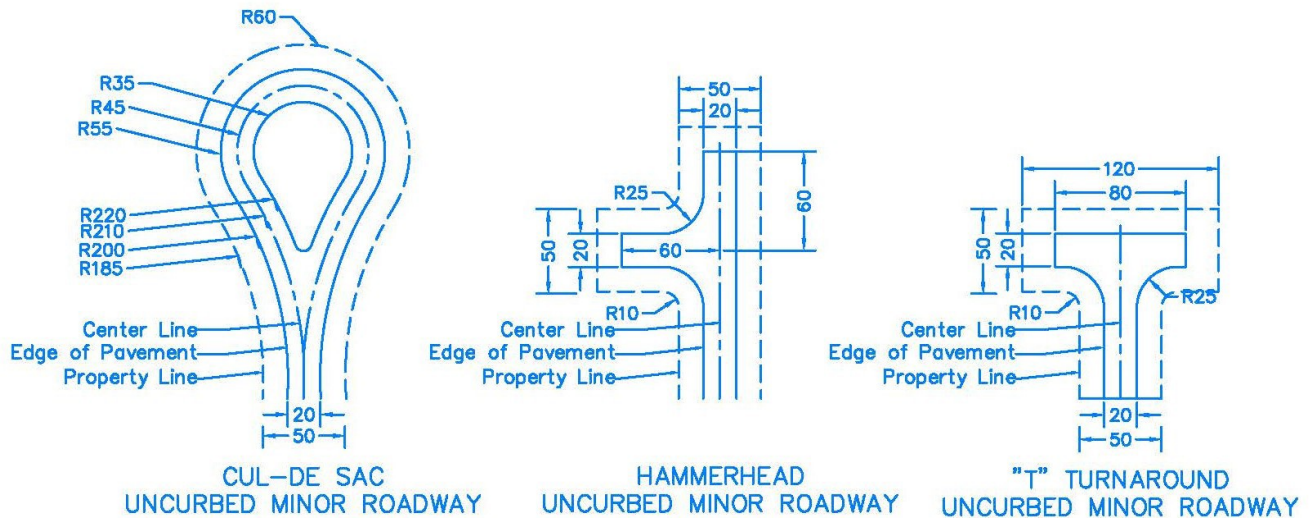 R60
R35
R45
R55
R220
R210
R200
R185
Center Line
Edge of Pavement
Property Line
20
50
CUL-DE SAC
UNCURBED MINOR ROADWAY
50
20
R25
60
50
20
60
R10
Center Line
Edge of Pavement
Property Line
HAMMERHEAD
UNCURBED MINOR ROADWAY
120
80
50
20
R25
R10
Center Line
Edge of Pavement
Property Line
20
50
"T" TURNAROUND
UNCURBED MINOR ROADWAY